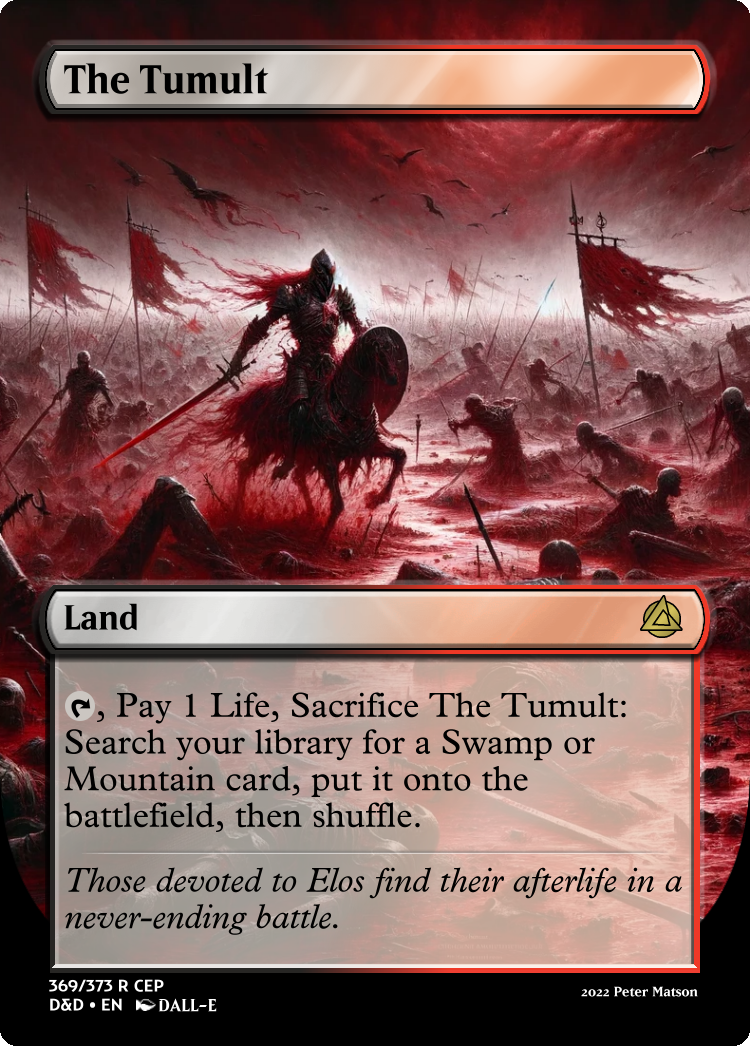 The Tumult
Land
, Pay 1 Life, Sacrifice The Tumult:
Search your library for a Swamp or
Mountain card, put it onto the
battlefield, then shuffle.
Those devoted to Elos find their afterlife in a
never-ending battle.
369/373 R CEP
D&D • EN DALL-E
2022 Peter Matson